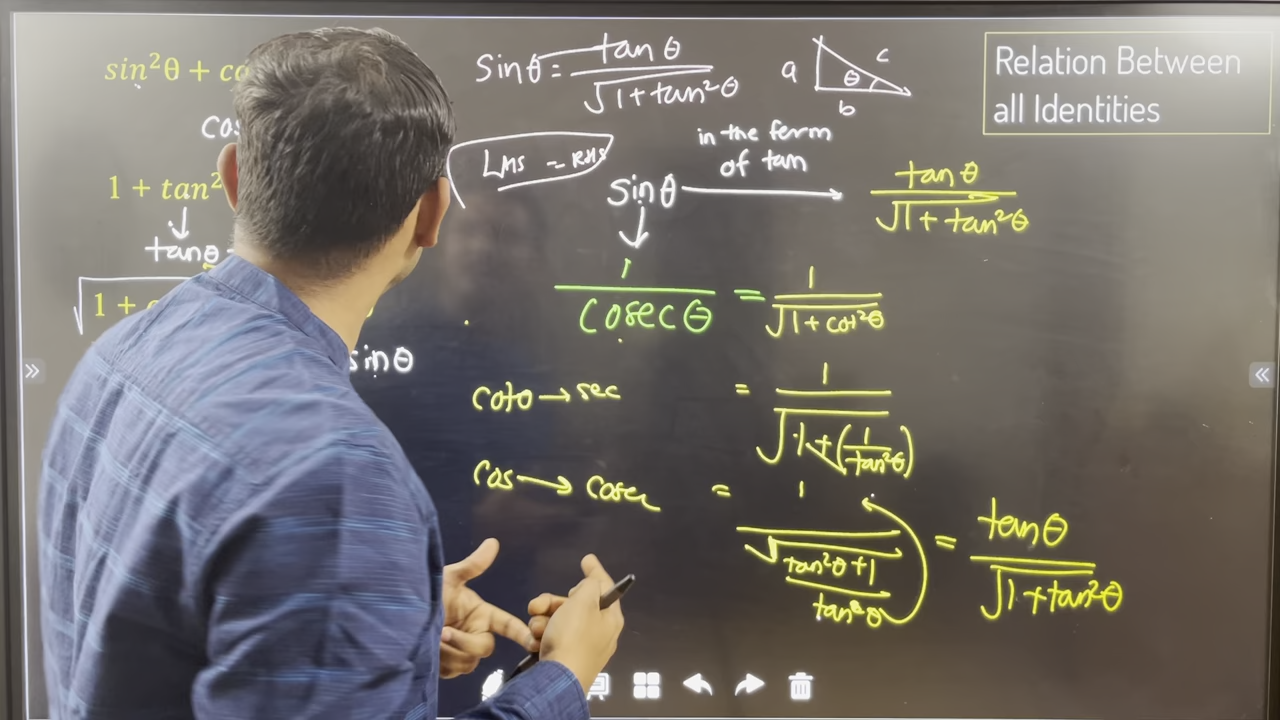 sin²θ + co
cos
1 + tan²
↓
tanθ
√1 + c
sinθ
Sinθ = tanθ / √1+tan²θ
a c θ b
Relation Between
all Identities
LHS = RHS
in the ferm
of tan
sinθ → tanθ / √1 + tan²θ
↓
1 / cosecθ = 1 / √1+cot²θ
cotθ → sec
= 1 / √1+(1/tan²θ)
cos → cosec
= 1 / √(tan²θ+1 / tan²θ) = tanθ / √1+tan²θ